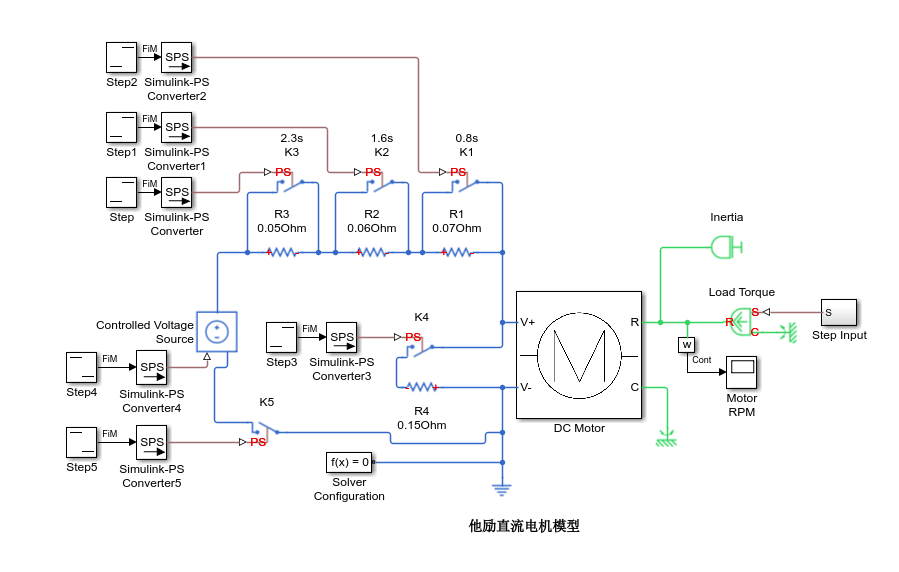 FiM
SPS
Step2
Simulink-PS
Converter2
FiM
SPS
Step1
Simulink-PS
Converter1
2.3s
K3
1.6s
K2
0.8s
K1
PS
PS
PS
FiM
SPS
Step
Simulink-PS
Converter
R3
0.05Ohm
R2
0.06Ohm
R1
0.07Ohm
Inertia
Load Torque
Controlled Voltage
Source
FiM
SPS
Step3
Simulink-PS
Converter3
K4
PS
V+
V-
R
C
DC Motor
R
S
C
S
Step Input
W
Cont
Motor
RPM
FiM
SPS
Step4
Simulink-PS
Converter4
R4
0.15Ohm
K5
PS
FiM
SPS
Step5
Simulink-PS
Converter5
f(x) = 0
Solver
Configuration
他励直流电机模型